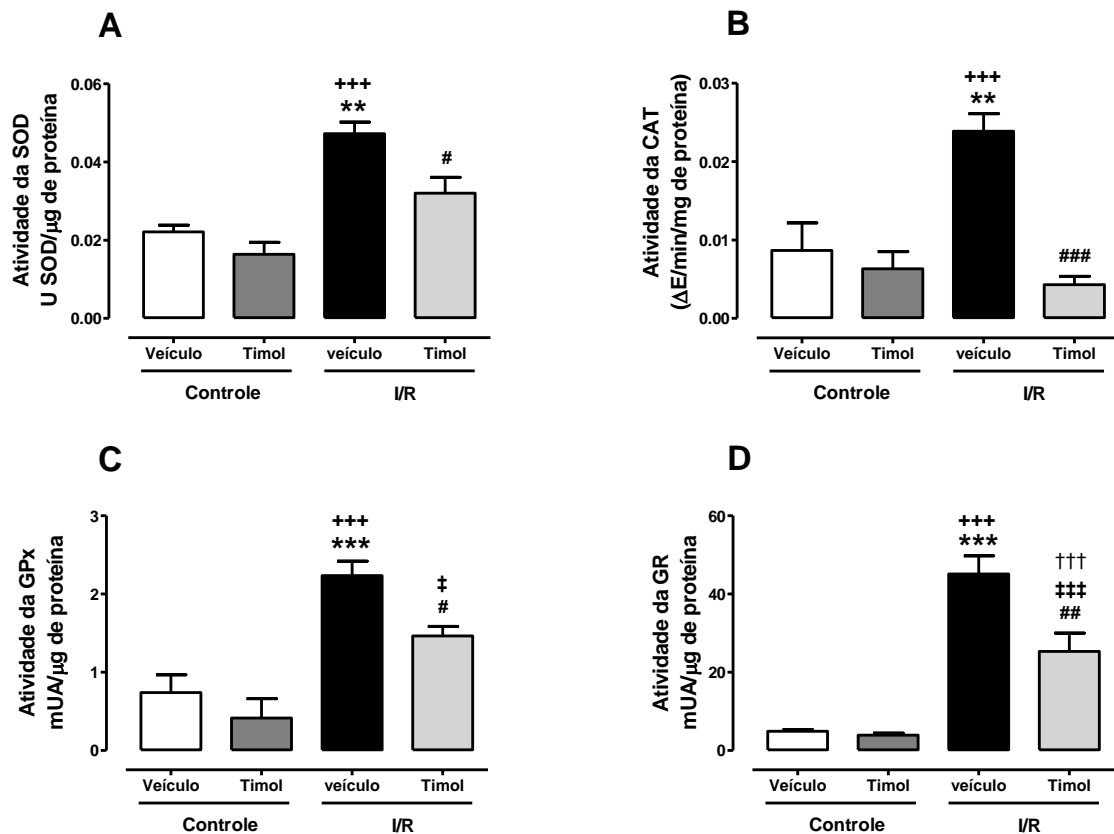 A
Atividade da SOD
U SOD/µg de proteína
0.06
0.04
0.02
0.00
+++
**
#
Veículo Timol veículo Timol
Controle I/R
B
Atividade da CAT
(ΔE/min/mg de proteína)
0.03
0.02
0.01
0.00
+++
**
###
Veículo Timol veículo Timol
Controle I/R
C
Atividade da GPx
mUA/µg de proteína
3
2
1
0
+++
***
‡
#
Veículo Timol veículo Timol
Controle I/R
D
Atividade da GR
mUA/µg de proteína
60
40
20
0
+++
***
†††
‡‡‡
##
Veículo Timol veículo Timol
Controle I/R